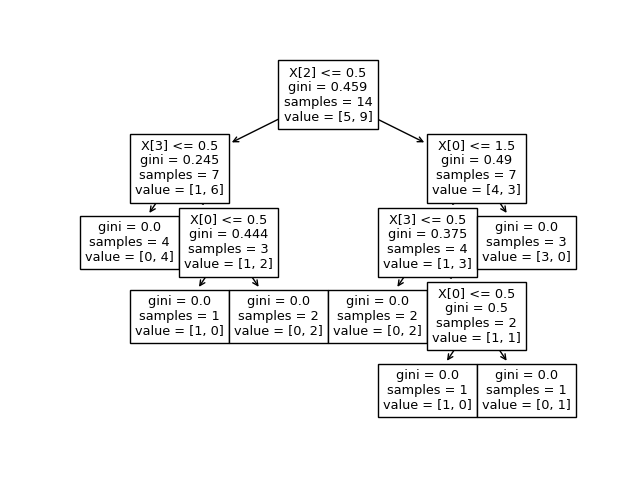 X[2] <= 0.5
gini = 0.459
samples = 14
value = [5, 9]
X[3] <= 0.5
gini = 0.245
samples = 7
value = [1, 6]
X[0] <= 1.5
gini = 0.49
samples = 7
value = [4, 3]
gini = 0.0
samples = 4
value = [0, 4]
X[0] <= 0.5
gini = 0.444
samples = 3
value = [1, 2]
X[3] <= 0.5
gini = 0.375
samples = 4
value = [1, 3]
gini = 0.0
samples = 3
value = [3, 0]
gini = 0.0
samples = 1
value = [1, 0]
gini = 0.0
samples = 2
value = [0, 2]
gini = 0.0
samples = 2
value = [0, 2]
X[0] <= 0.5
gini = 0.5
samples = 2
value = [1, 1]
gini = 0.0
samples = 1
value = [1, 0]
gini = 0.0
samples = 1
value = [0, 1]